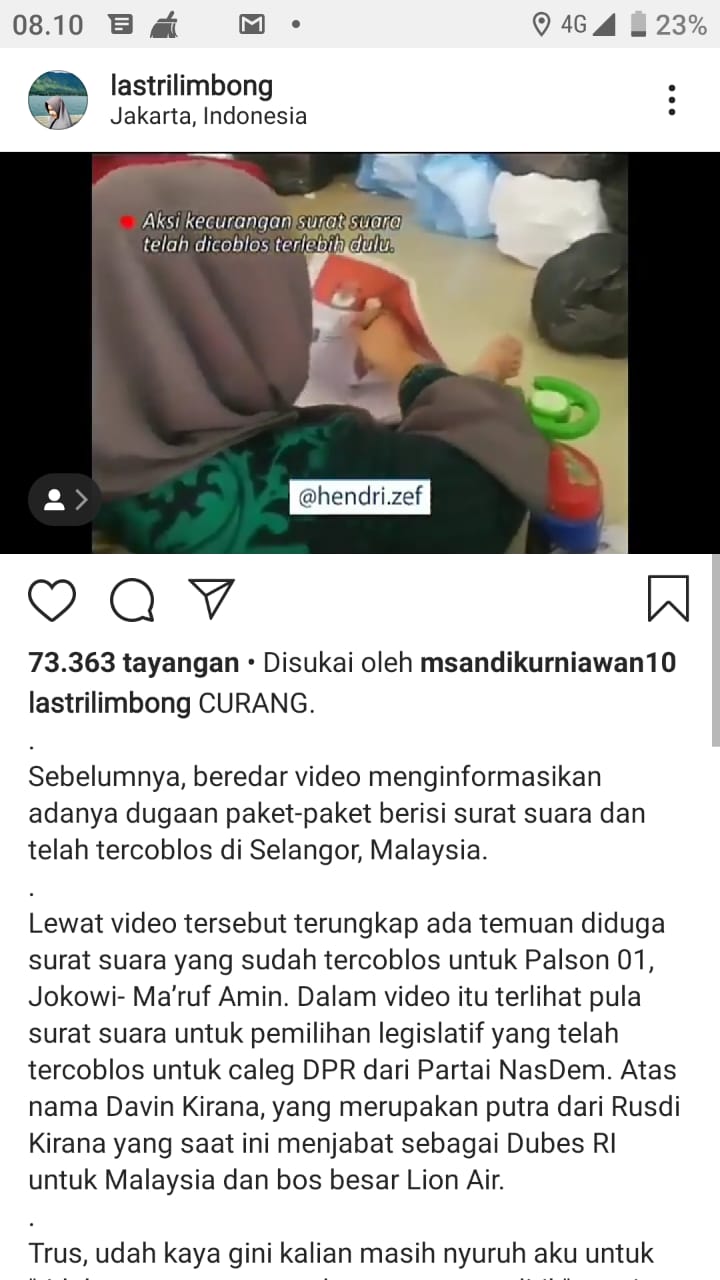 08.10
4G
23%
lastrilimbong
Jakarta, Indonesia
Aksi kecurangan surat suara
telah dicoblos terlebih dulu.
@hendri.zef
73.363 tayangan • Disukai oleh msandikurniawan10
lastrilimbong CURANG.
.
Sebelumnya, beredar video menginformasikan
adanya dugaan paket-paket berisi surat suara dan
telah tercoblos di Selangor, Malaysia.
.
Lewat video tersebut terungkap ada temuan diduga
surat suara yang sudah tercoblos untuk Palson 01,
Jokowi- Ma’ruf Amin. Dalam video itu terlihat pula
surat suara untuk pemilihan legislatif yang telah
tercoblos untuk caleg DPR dari Partai NasDem. Atas
nama Davin Kirana, yang merupakan putra dari Rusdi
Kirana yang saat ini menjabat sebagai Dubes RI
untuk Malaysia dan bos besar Lion Air.
.
Trus, udah kaya gini kalian masih nyuruh aku untuk